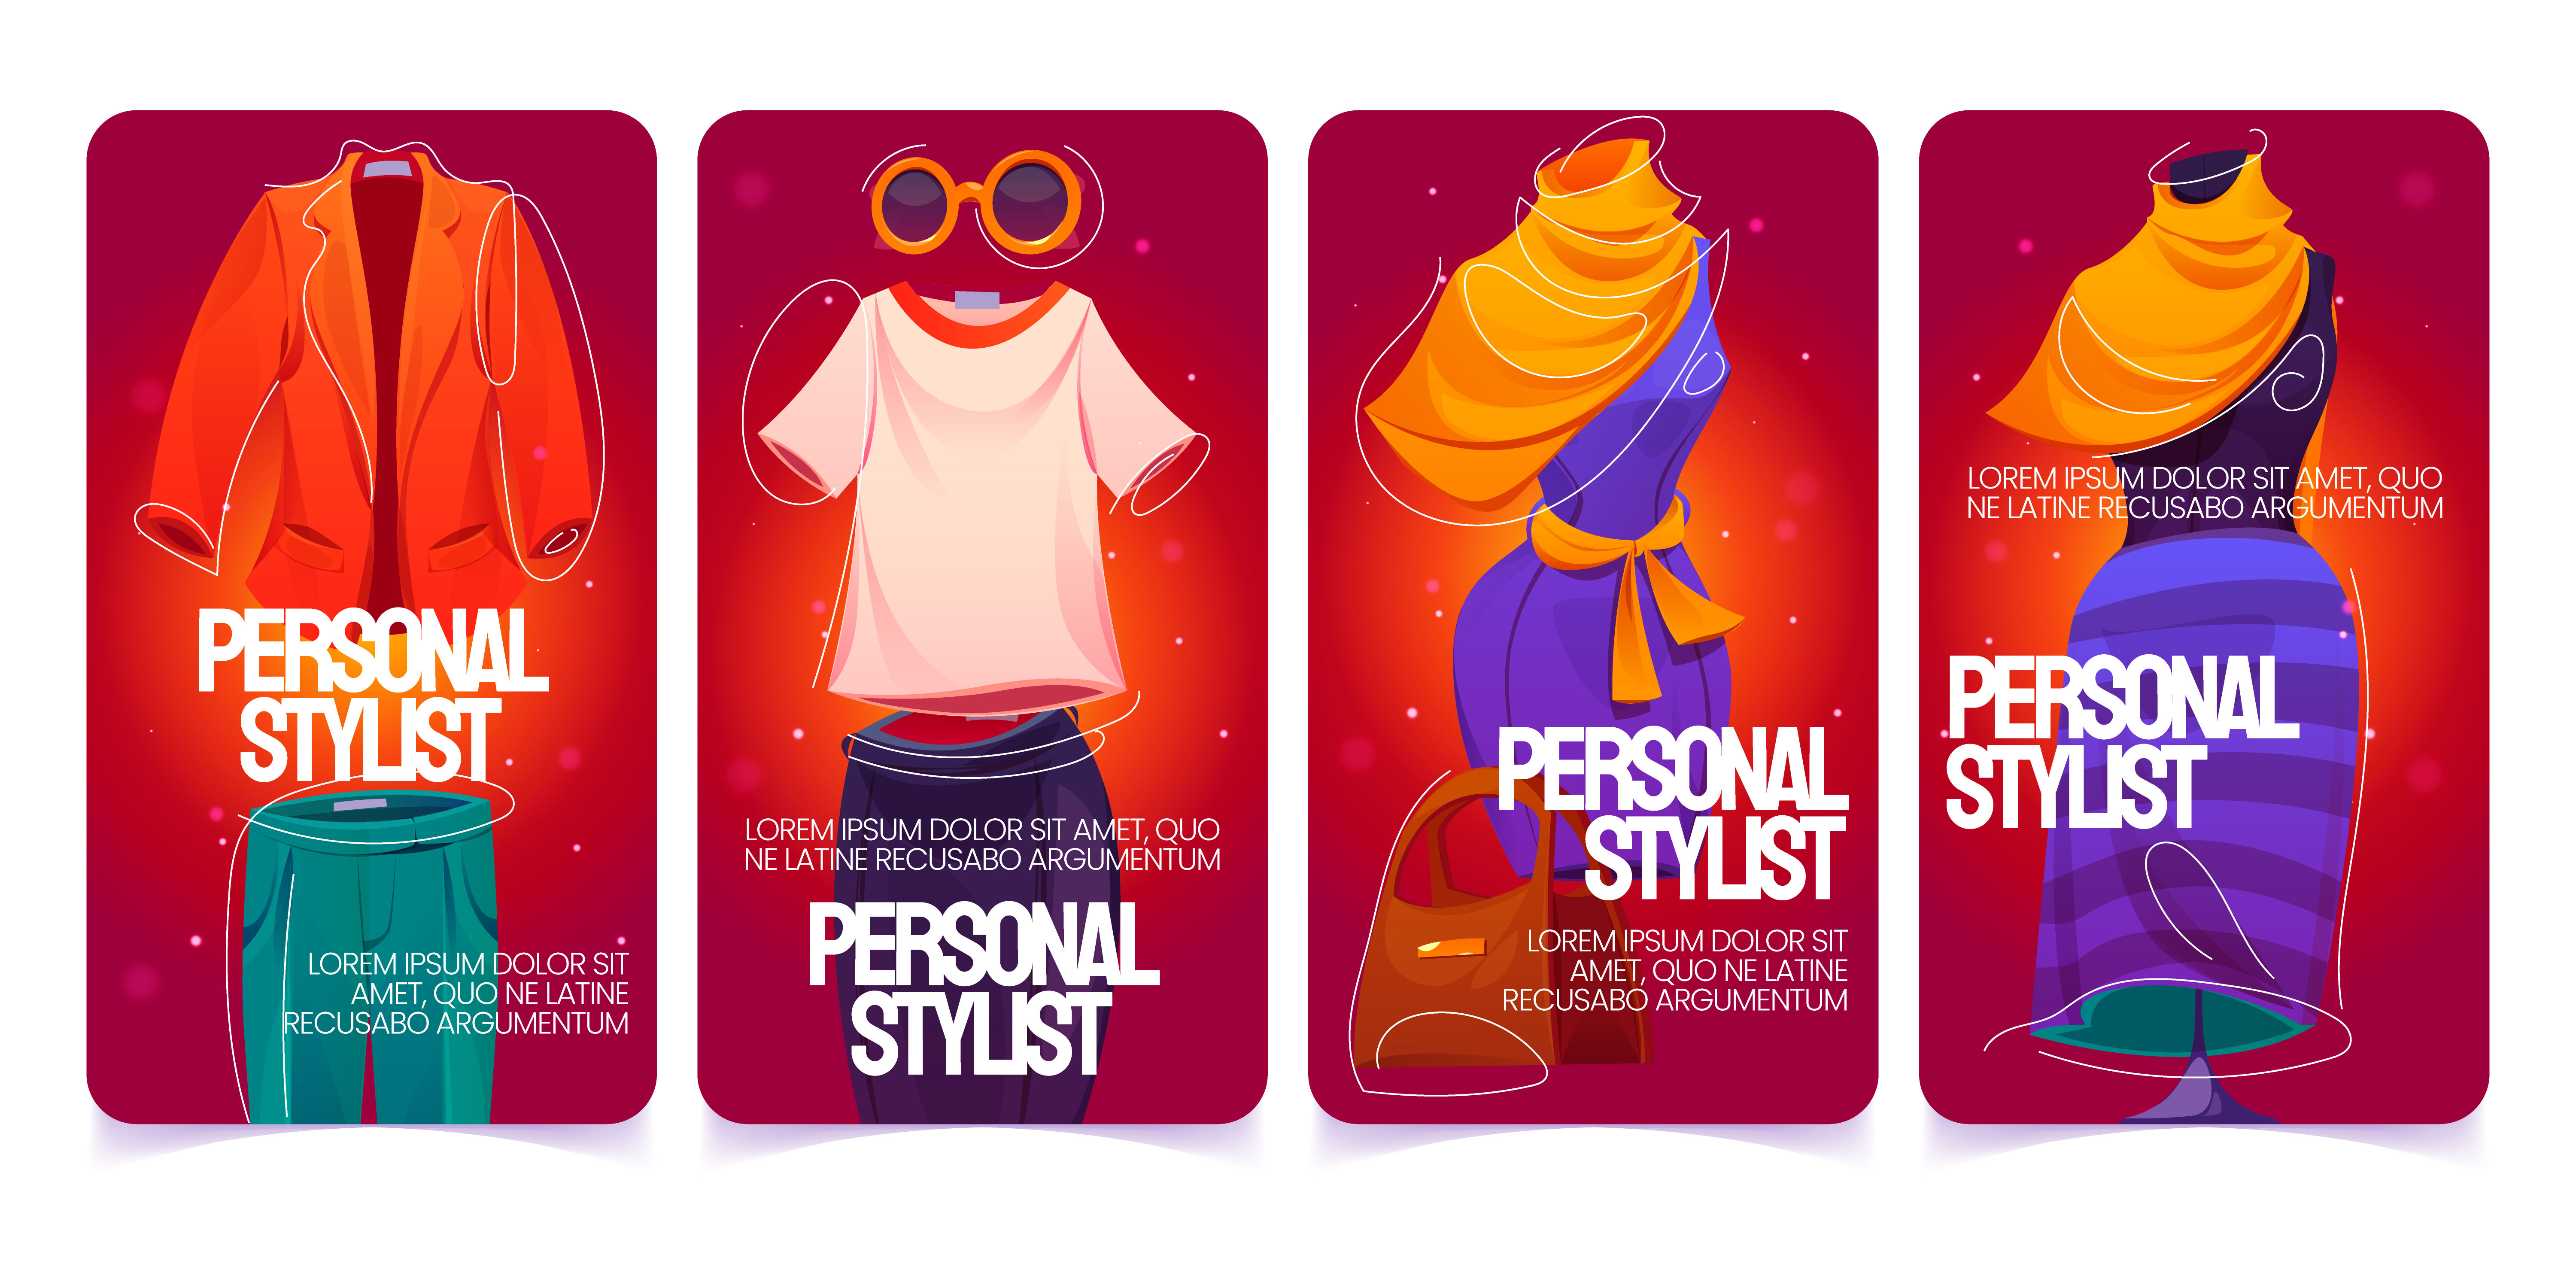 PERSONAL
STYLIST
LOREM IPSUM DOLOR SIT
AMET, QUO NE LATINE
RECUSABO ARGUMENTUM
LOREM IPSUM DOLOR SIT AMET, QUO
NE LATINE RECUSABO ARGUMENTUM
PERSONAL
STYLIST
PERSONAL
STYLIST
LOREM IPSUM DOLOR SIT
AMET, QUO NE LATINE
RECUSABO ARGUMENTUM
LOREM IPSUM DOLOR SIT AMET, QUO
NE LATINE RECUSABO ARGUMENTUM
PERSONAL
STYLIST